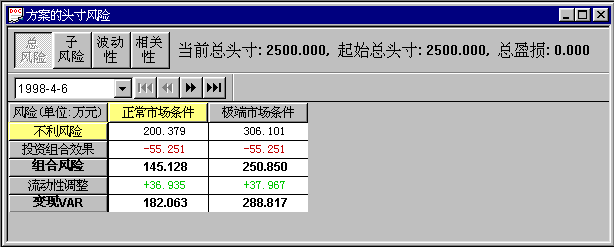 方案的头寸风险
总风险 子风险 波动性 相关性 当前总头寸: 2500.000, 起始总头寸: 2500.000, 总盈损: 0.000
1998-4-6
风险(单位:万元) 正常市场条件 极端市场条件
不利风险 200.379 306.101
投资组合效果 -55.251 -55.251
组合风险 145.128 250.850
流动性调整 +36.935 +37.967
变现VAR 182.063 288.817